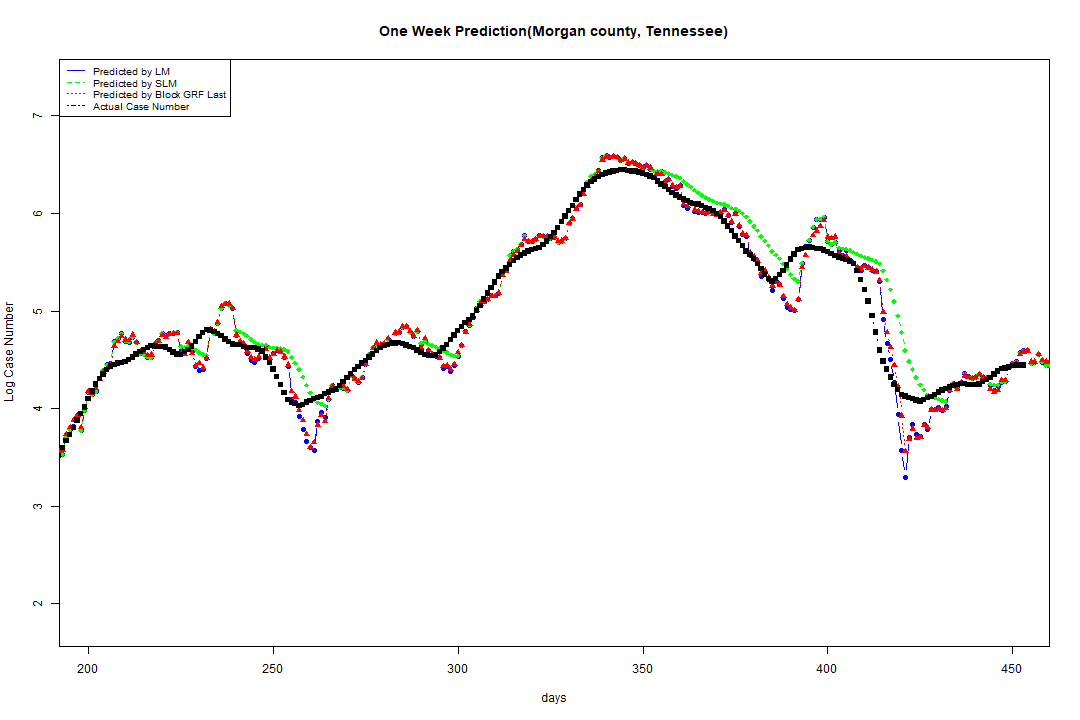 One Week Prediction(Morgan county, Tennessee)
Predicted by LM
Predicted by SLM
Predicted by Block GRF Last
Actual Case Number
7
6
5
4
3
2
Log Case Number
200 250 300 350 400 450
days